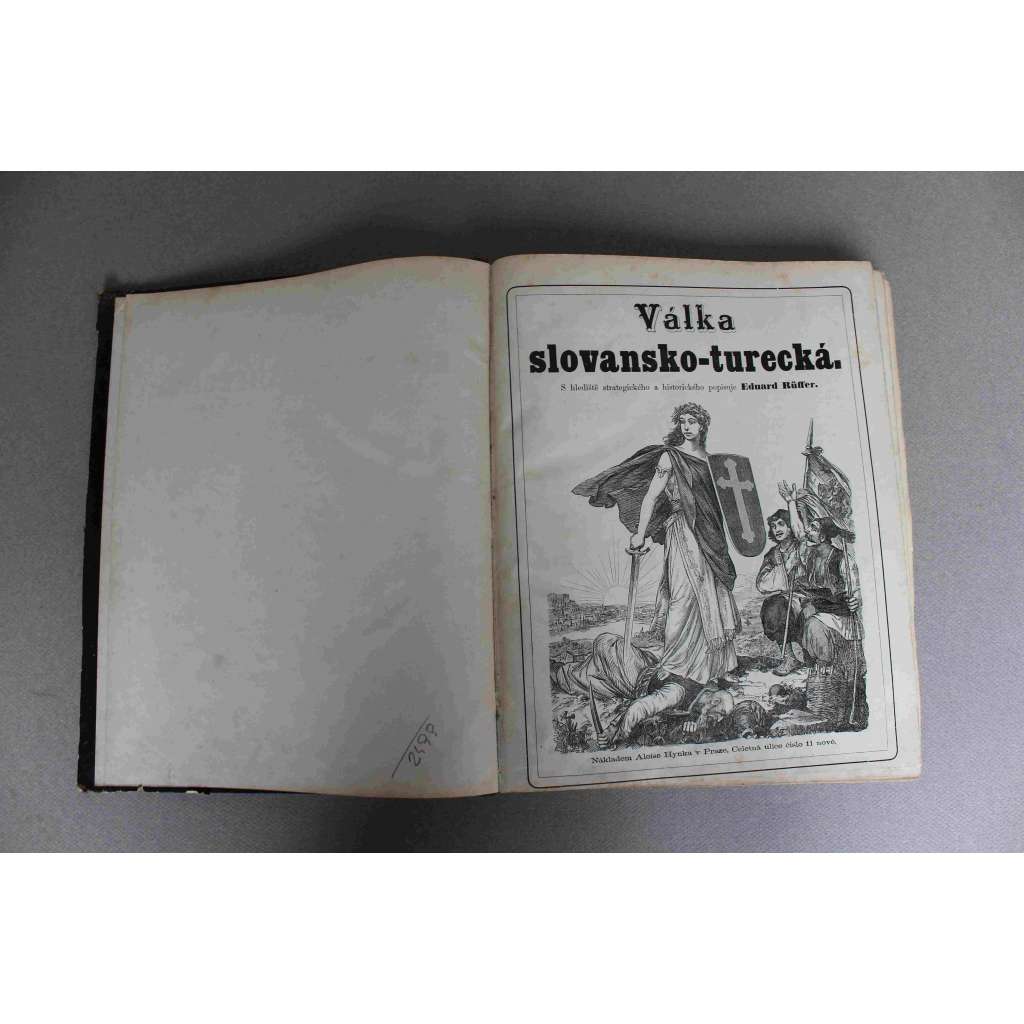 Válka
slovansko-turecká.
S hlediště strategického a historického popisuje Eduard Rüffer.
Nákladem Aloise Hynka v Praze, Celetná ulice číslo 11 nové.